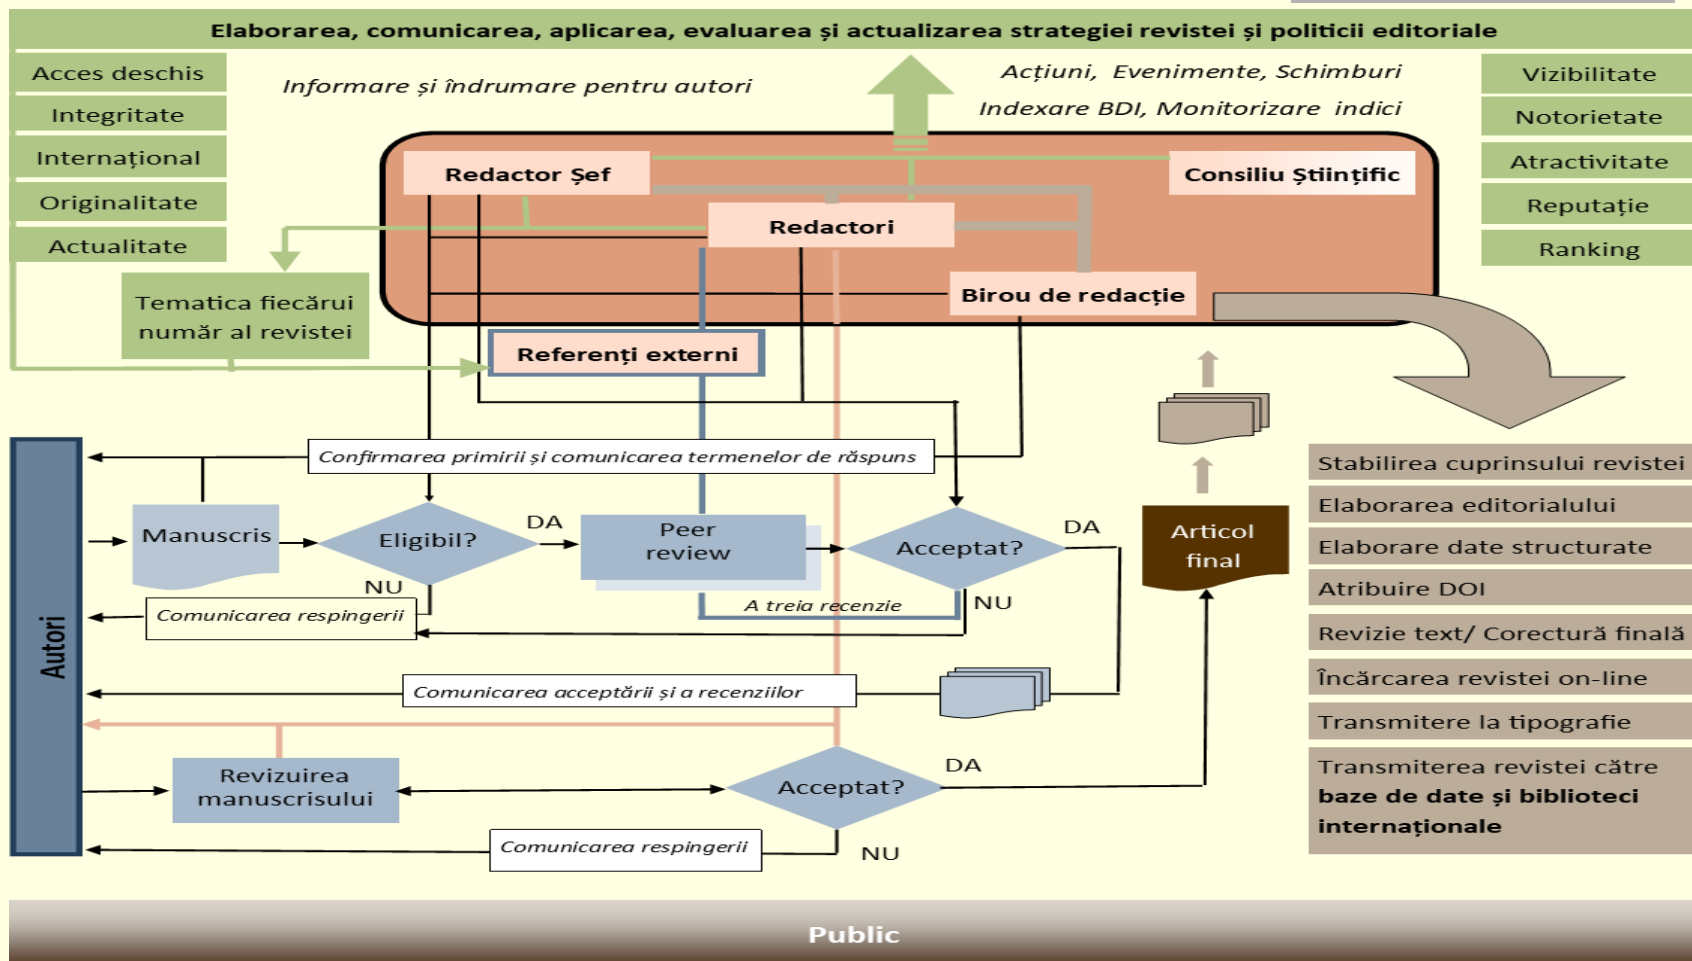 Elaborarea, comunicarea, aplicarea, evaluarea și actualizarea strategiei revistei și politicii editoriale
Acces deschis
Integritate
Internațional
Originalitate
Actualitate
Informare și îndrumare pentru autori
Acțiuni, Evenimente, Schimburi
Indexare BDI, Monitorizare indici
Vizibilitate
Notorietate
Atractivitate
Reputație
Ranking
Redactor Șef
Consiliu Științific
Redactori
Birou de redacție
Tematica fiecărui
număr al revistei
Referenți externi
Autori
Confirmarea primirii și comunicarea termenelor de răspuns
Manuscris
Eligibil?
DA
NU
Peer
review
Acceptat?
DA
NU
A treia recenzie
Comunicarea respingerii
Comunicarea acceptării și a recenziilor
Revizuirea
manuscrisului
Acceptat?
DA
NU
Comunicarea respingerii
Articol
final
Stabilirea cuprinsului revistei
Elaborarea editorialului
Elaborare date structurate
Atribuire DOI
Revizie text/ Corectură finală
Încărcarea revistei on-line
Transmitere la tipografie
Transmiterea revistei către
baze de date și biblioteci
internaționale
Public